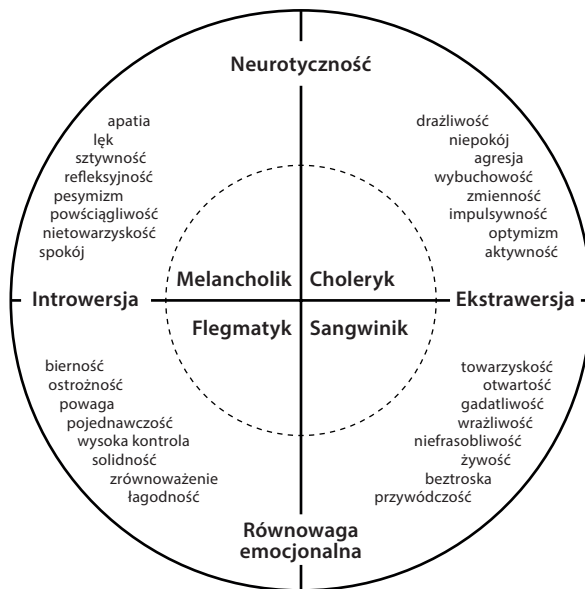 Neurotyczność
apatia
lęk
sztywność
refleksyjność
pesymizm
powściągliwość
nietowarzyskość
spokój
drażliwość
niepokój
agresja
wybuchowość
zmienność
impulsywność
optymizm
aktywność
Melancholik
Choleryk
Introwersja
Ekstrawersja
Flegmatyk
Sangwinik
bierność
ostrożność
powaga
pojednawczość
wysoka kontrola
solidność
zrównoważenie
łagodność
towarzyskość
otwartość
gadatliwość
wrażliwość
niefrasobliwość
żywość
beztroska
przywódczość
Równowaga
emocjonalna